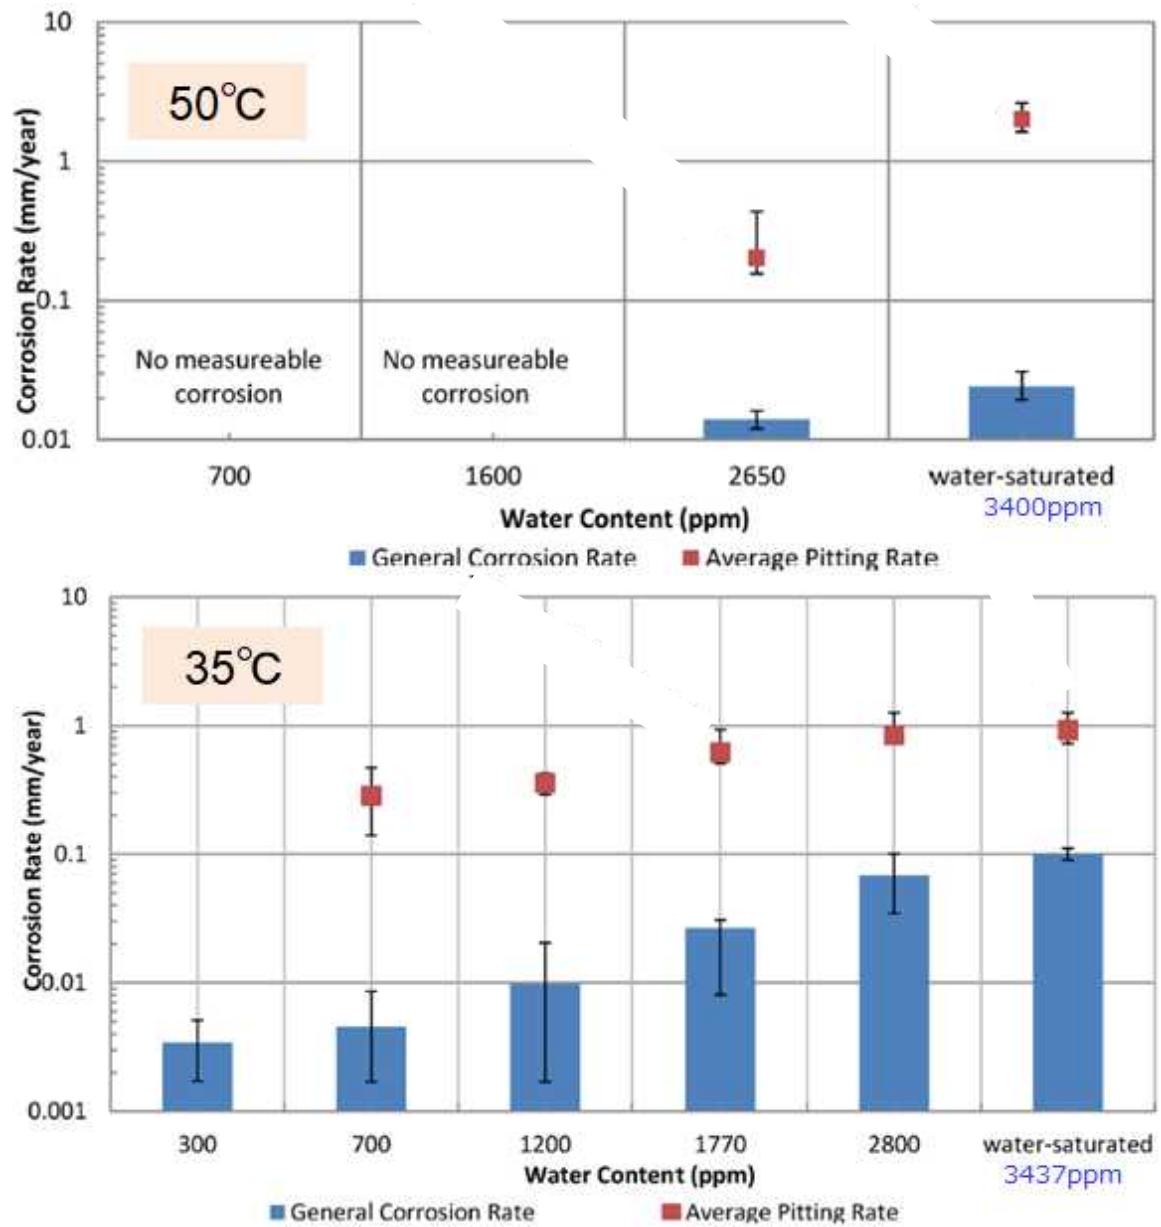 10
50°C
1
Corrosion Rate (mm/year)
0.1
No measureable
corrosion
No measureable
corrosion
0.01
700
1600
2650
water-saturated
3400ppm
Water Content (ppm)
General Corrosion Rate
Average Pitting Rate
10
35°C
1
Corrosion Rate (mm/year)
0.1
0.01
0.001
300
700
1200
1770
2800
water-saturated
3437ppm
Water Content (ppm)
General Corrosion Rate
Average Pitting Rate